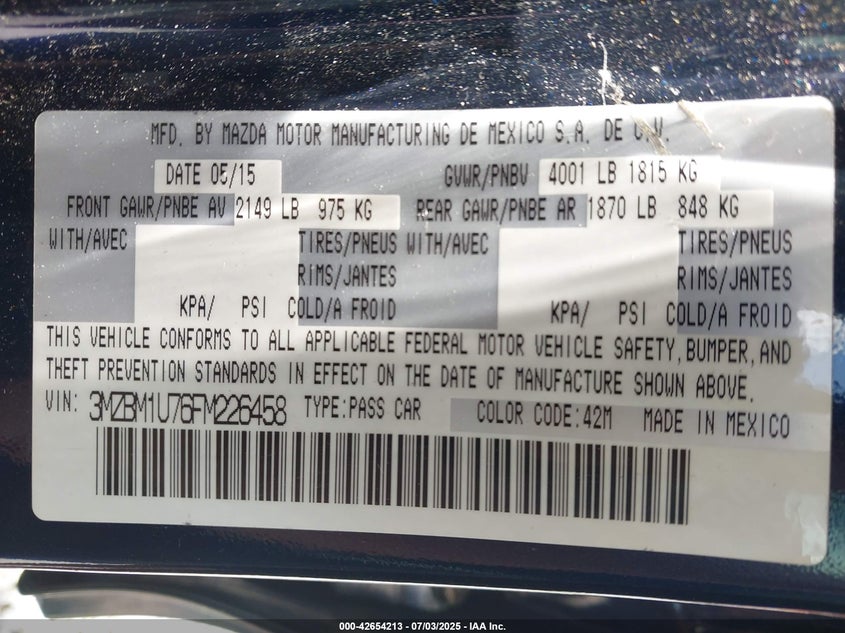 MFD. BY MAZDA MOTOR MANUFACTURING DE MEXICO S.A. DE C.V.
DATE 05/15 GVWR/PNBV 4001 LB 1815 KG
FRONT GAWR/PNBE AV 2149 LB 975 KG REAR GAWR/PNBE AR 1870 LB 848 KG
WITH/AVEC TIRES/PNEUS WITH/AVEC TIRES/PNEUS
RIMS/JANTES RIMS/JANTES
KPA/ PSI COLD/A FROID KPA/ PSI COLD/A FROID
THIS VEHICLE CONFORMS TO ALL APPLICABLE FEDERAL MOTOR VEHICLE SAFETY, BUMPER, AND
THEFT PREVENTION STANDARDS IN EFFECT ON THE DATE OF MANUFACTURE SHOWN ABOVE.
VIN: 3MZBM1U76FM226458 TYPE:PASS CAR COLOR CODE:42M MADE IN MEXICO
000-42654213 - 07/03/2025 - IAA Inc.